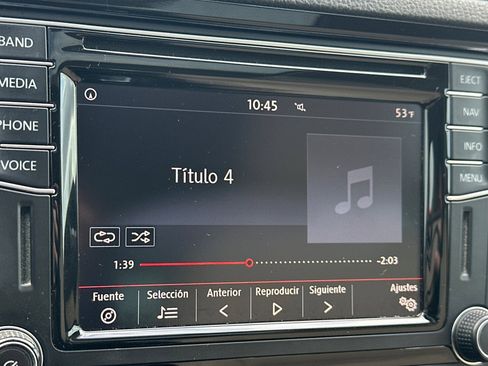 BAND
MEDIA
PHONE
VOICE
10:45
53°F
Título 4
1:39
-2:03
Fuente
Selección
Anterior
Reproducir
Siguiente
Ajustes
EJECT
NAV
INFO
MENU